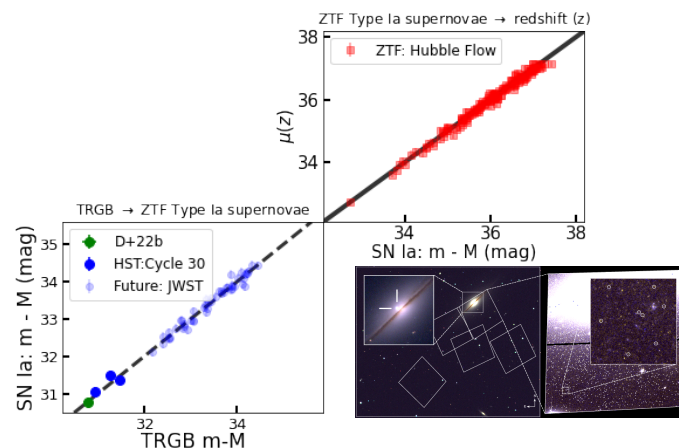 ZTF Type Ia supernovae → redshift (z)
38
36
34
μ(z)
ZTF: Hubble Flow
34
36
38
SN Ia: m - M (mag)
TRGB → ZTF Type Ia supernovae
35
34
33
32
31
SN Ia: m - M (mag)
D+22b
HST:Cycle 30
Future: JWST
32
34
TRGB m-M